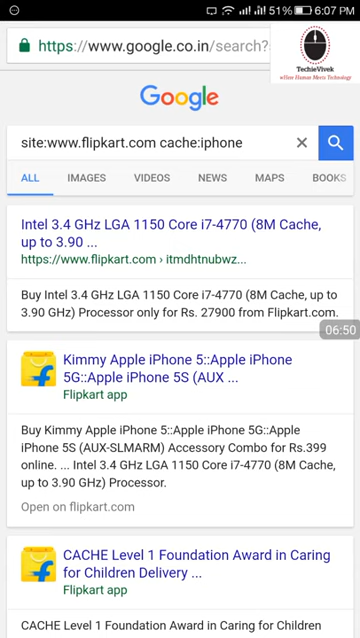 51% 6:07 PM
https://www.google.co.in/search?
TechieVivek
Google
site:www.flipkart.com cache:iphone
ALL IMAGES VIDEOS NEWS MAPS BOOKS
Intel 3.4 GHz LGA 1150 Core i7-4770 (8M Cache,
up to 3.90 ...
https://www.flipkart.com › itmdhtnubwz...
Buy Intel 3.4 GHz LGA 1150 Core i7-4770 (8M Cache, up to
3.90 GHz) Processor only for Rs. 27900 from Flipkart.com.
06:50
Kimmy Apple iPhone 5::Apple iPhone
5G::Apple iPhone 5S (AUX ...
Flipkart app
Buy Kimmy Apple iPhone 5::Apple iPhone 5G::Apple
iPhone 5S (AUX-SLMARM) Accessory Combo for Rs.399
online. ... Intel 3.4 GHz LGA 1150 Core i7-4770 (8M Cache,
up to 3.90 GHz) Processor.
Open on flipkart.com
CACHE Level 1 Foundation Award in Caring
for Children Delivery ...
Flipkart app
CACHE Level 1 Foundation Award in Caring for Children